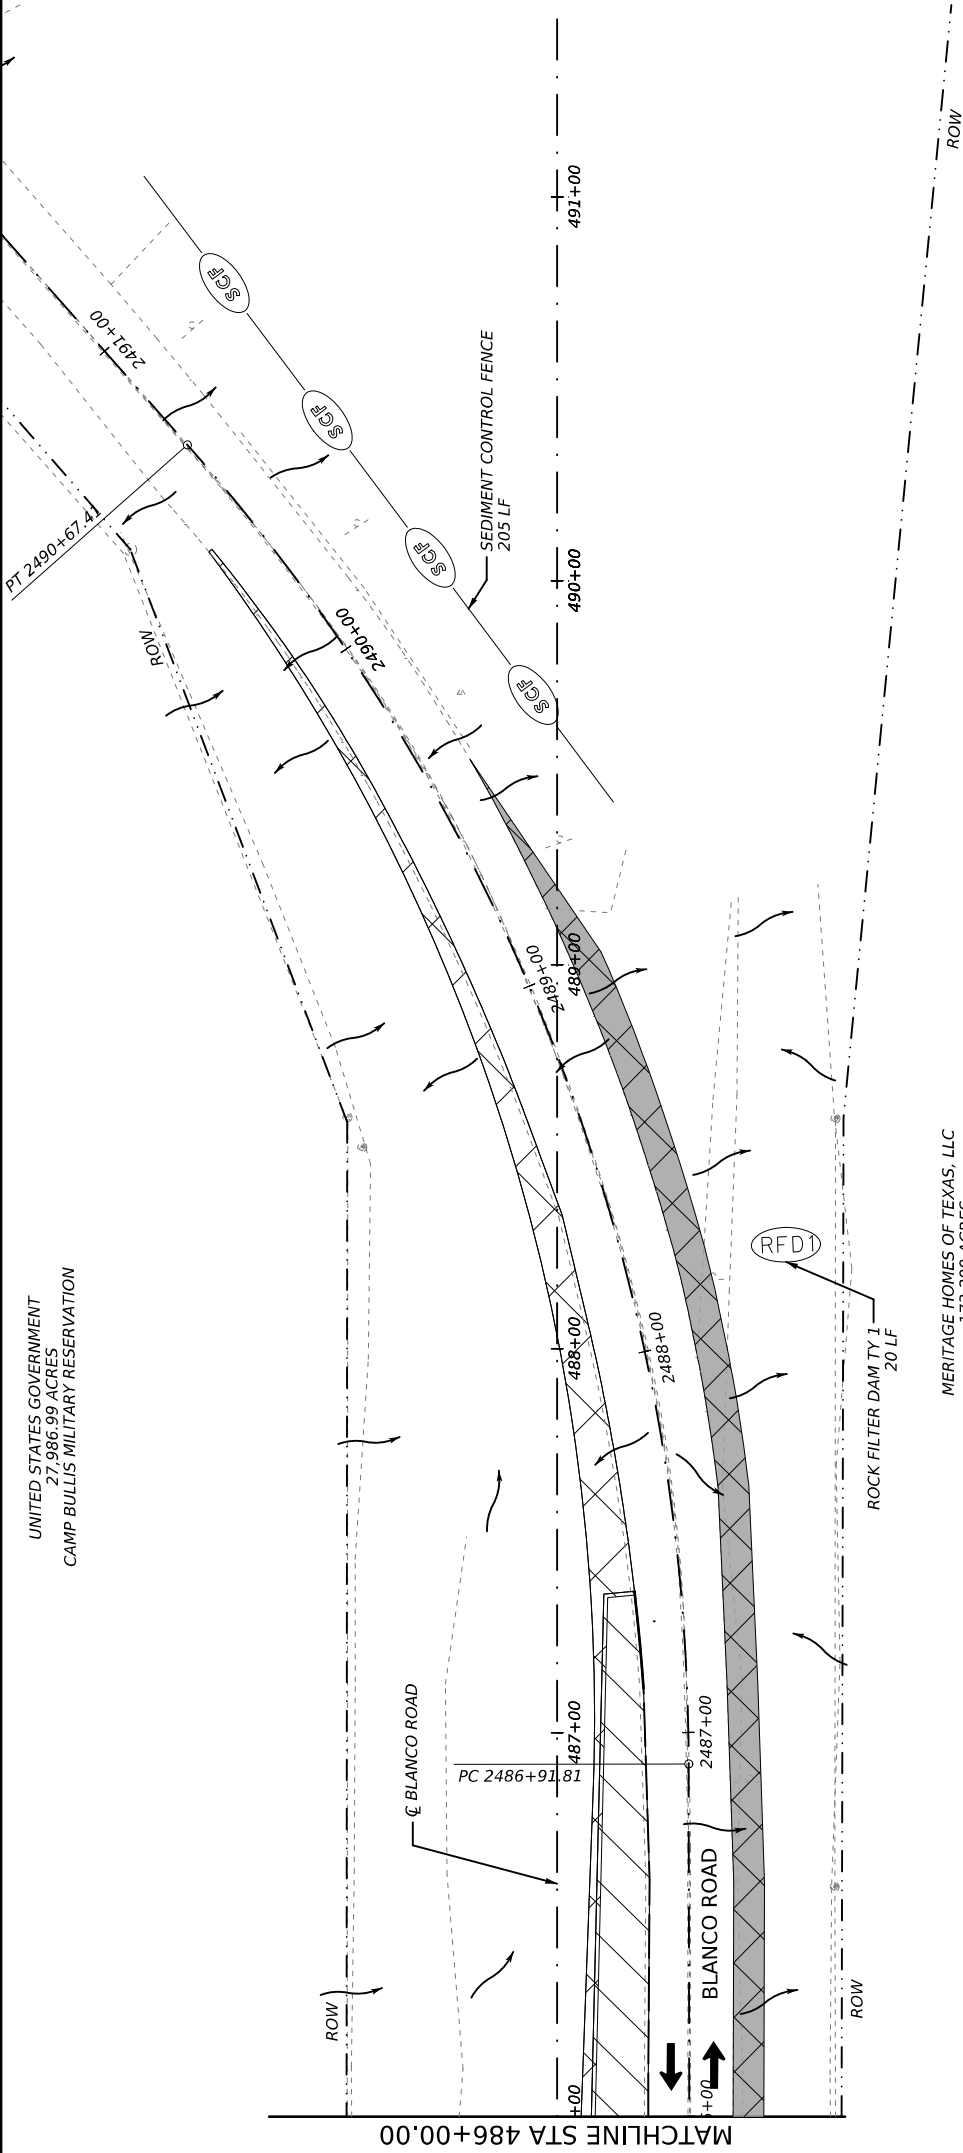 ROW
491+00
SCF
2491+00
SCF
SEDIMENT CONTROL FENCE
205 LF
PT 2490+67.41
SCF
490+00
2490+00
ROW
SCF
489+00
2489+00
RFD1
ROCK FILTER DAM TY 1
20 LF
MERITAGE HOMES OF TEXAS, LLC
UNITED STATES GOVERNMENT
27,986.99 ACRES
CAMP BULLIS MILITARY RESERVATION
488+00
2488+00
℄ BLANCO ROAD
487+00
2487+00
PC 2486+91.81
BLANCO ROAD
ROW
ROW
+00
+00
MATCHLINE STA 486+00.00